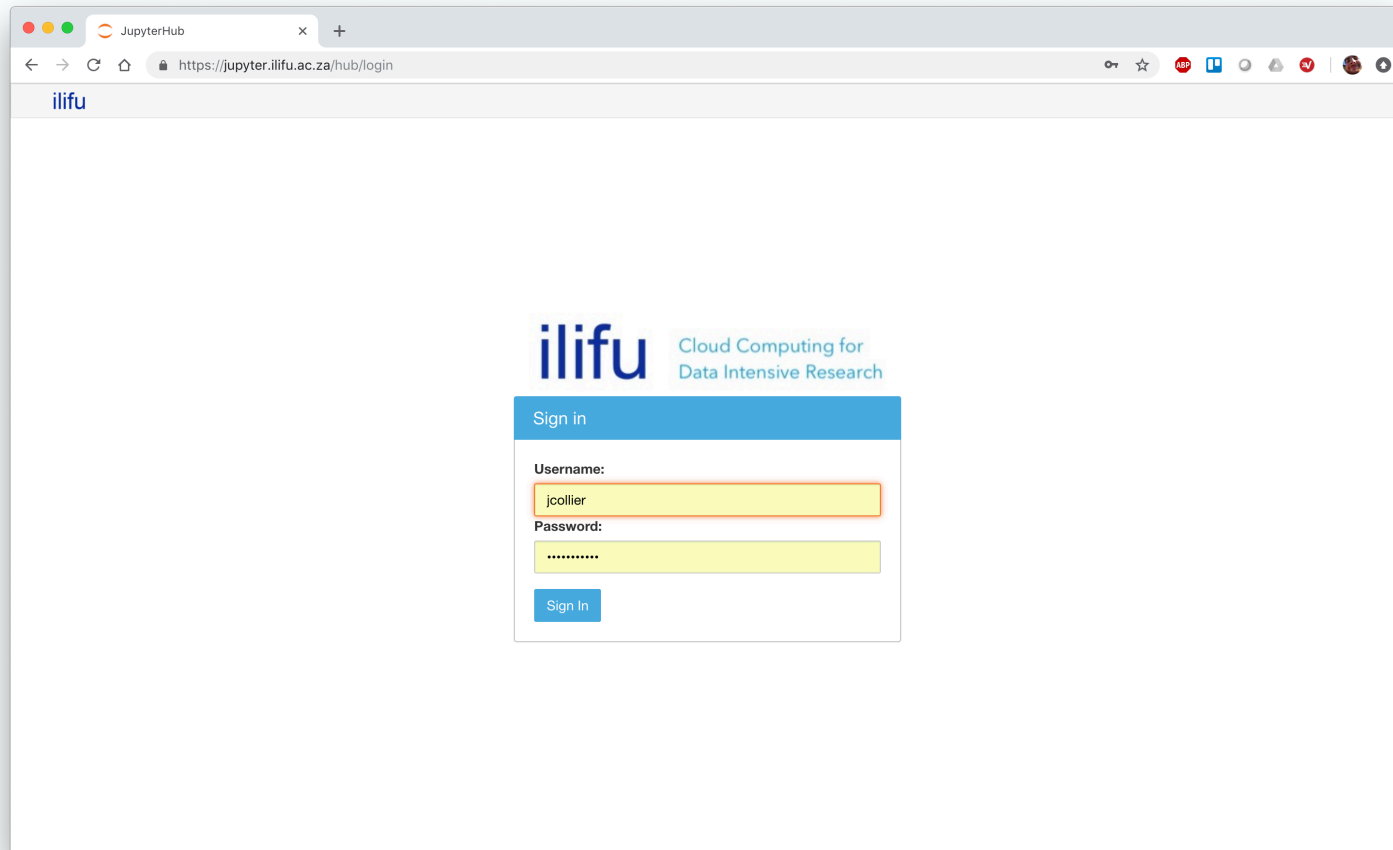 JupyterHub
https://jupyter.ilifu.ac.za/hub/login
ABP
ilifu
ilifu
Cloud Computing for
Data Intensive Research
Sign in
Username:
jcollier
Password:
•••••••••••
Sign In